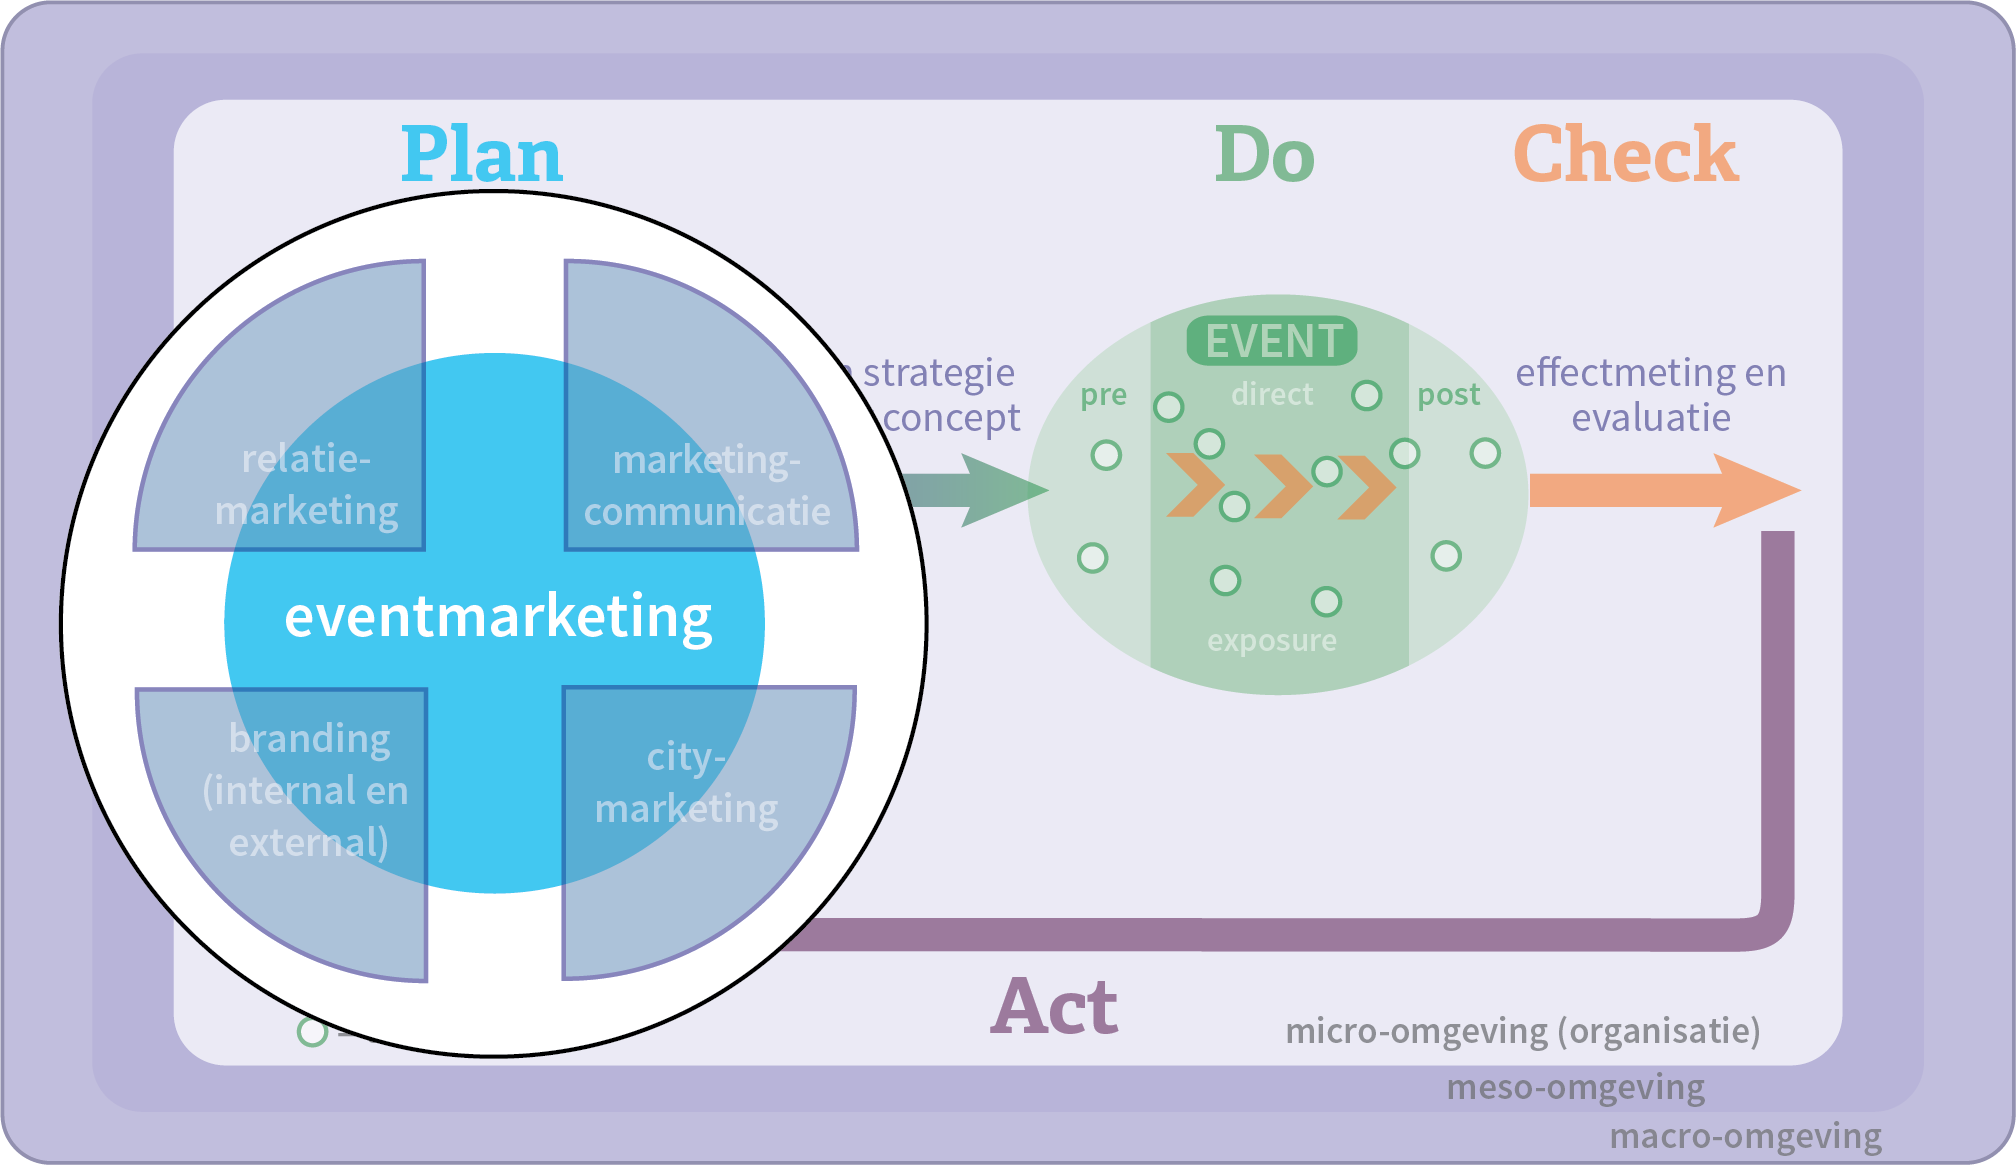 Plan
Do
Check
strategie
concept
EVENT
pre
direct
post
exposure
effectmeting en
evaluatie
relatie-
marketing
marketing-
communicatie
eventmarketing
branding
(internal en
external)
city-
marketing
Act
micro-omgeving (organisatie)
meso-omgeving
macro-omgeving